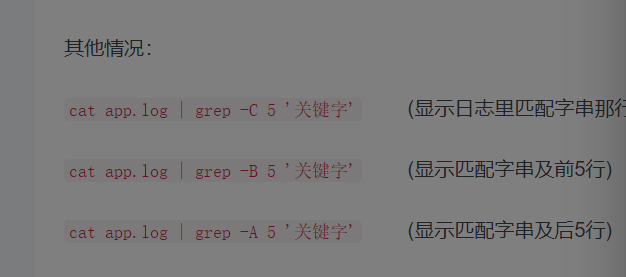 其他情况：
cat app.log | grep -C 5 '关键字' (显示日志里匹配字串那行
cat app.log | grep -B 5 '关键字' (显示匹配字串及前5行)
cat app.log | grep -A 5 '关键字' (显示匹配字串及后5行)